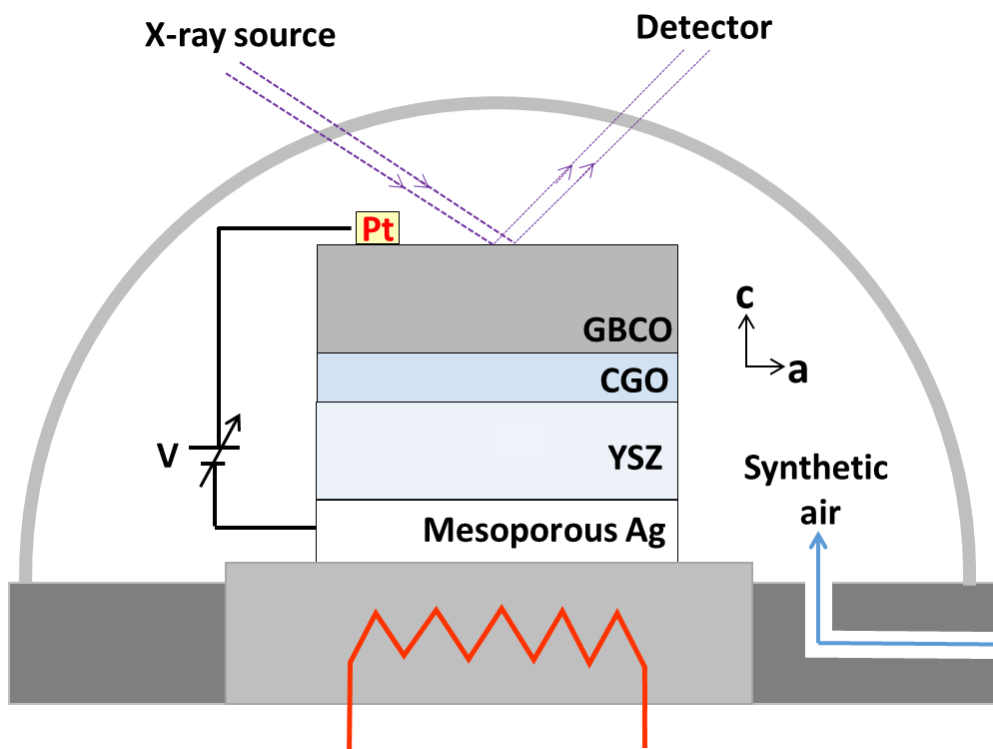 X-ray source
Detector
Pt
GBCO
c
a
CGO
V
YSZ
Synthetic
air
Mesoporous Ag